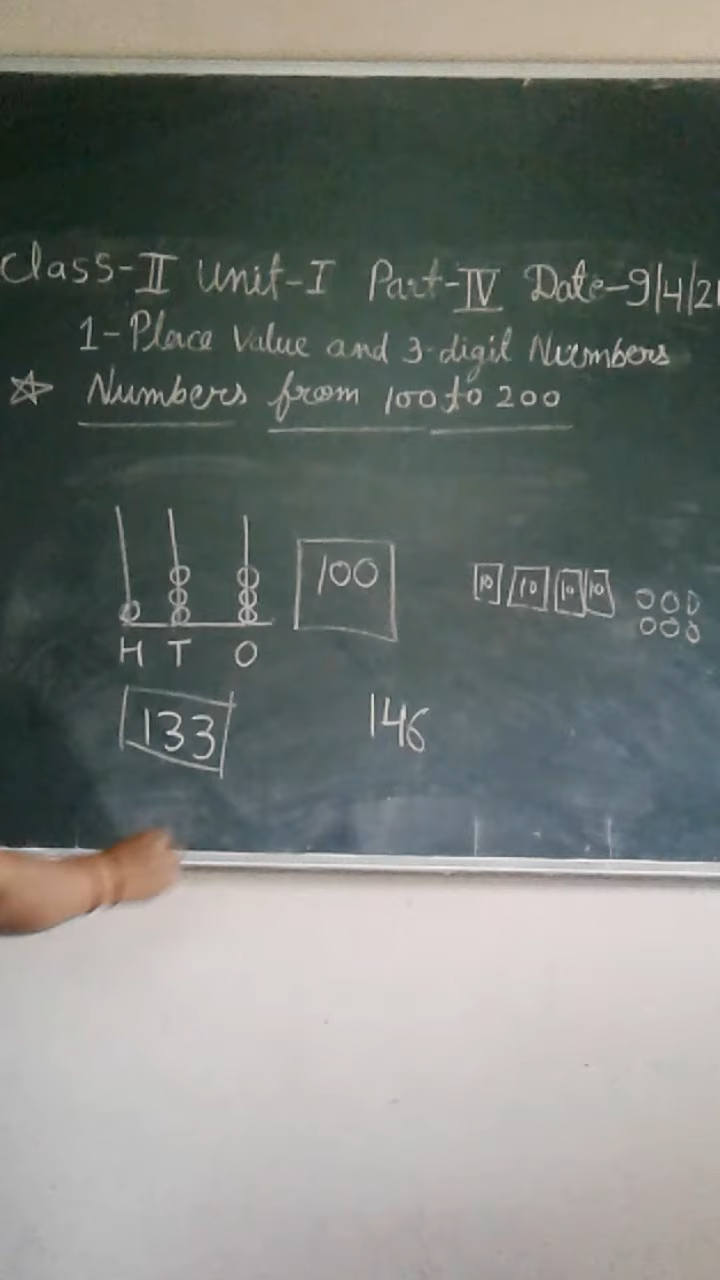 Class-II Unit-I Part-IV Date-9/4/21
1-Place Value and 3-digit Numbers
☆ Numbers from 100 to 200
100 10 10 10 10
H T O
133 146